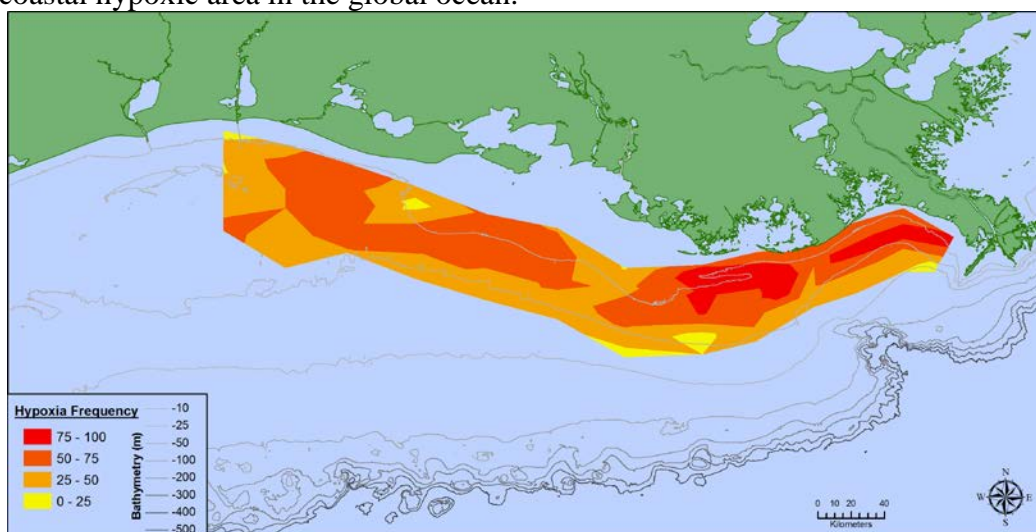 coastal hypoxic area in the global ocean.
Hypoxia Frequency
75 - 100
50 - 75
25 - 50
0 - 25
Bathymetry (m)
-10
-25
-50
-100
-200
-300
-400
-500
0 10 20 40
Kilometers
N
W
E
S